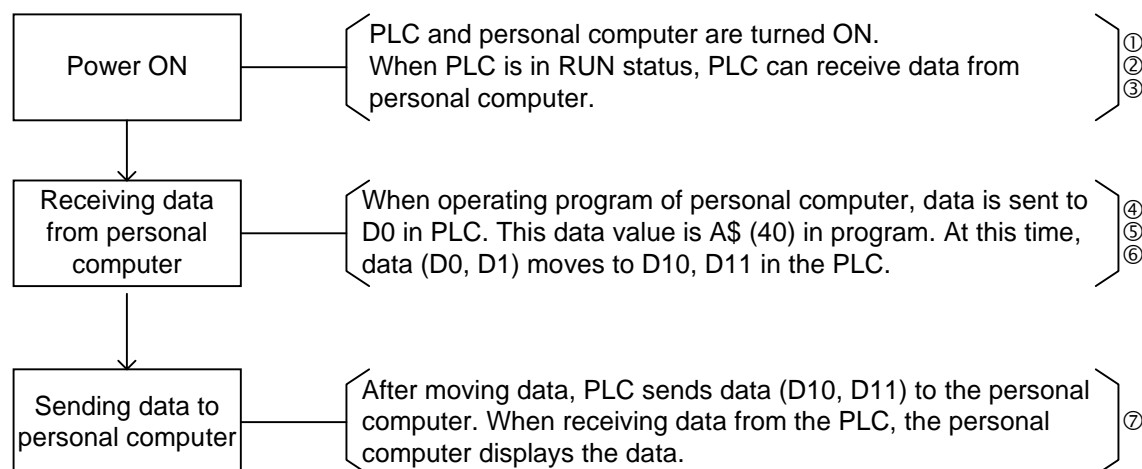 Power ON
PLC and personal computer are turned ON.
When PLC is in RUN status, PLC can receive data from
personal computer.
①
②
③
Receiving data
from personal
computer
When operating program of personal computer, data is sent to
D0 in PLC. This data value is A$ (40) in program. At this time,
data (D0, D1) moves to D10, D11 in the PLC.
④
⑤
⑥
Sending data to
personal computer
After moving data, PLC sends data (D10, D11) to the personal
computer. When receiving data from the PLC, the personal
computer displays the data.
⑦